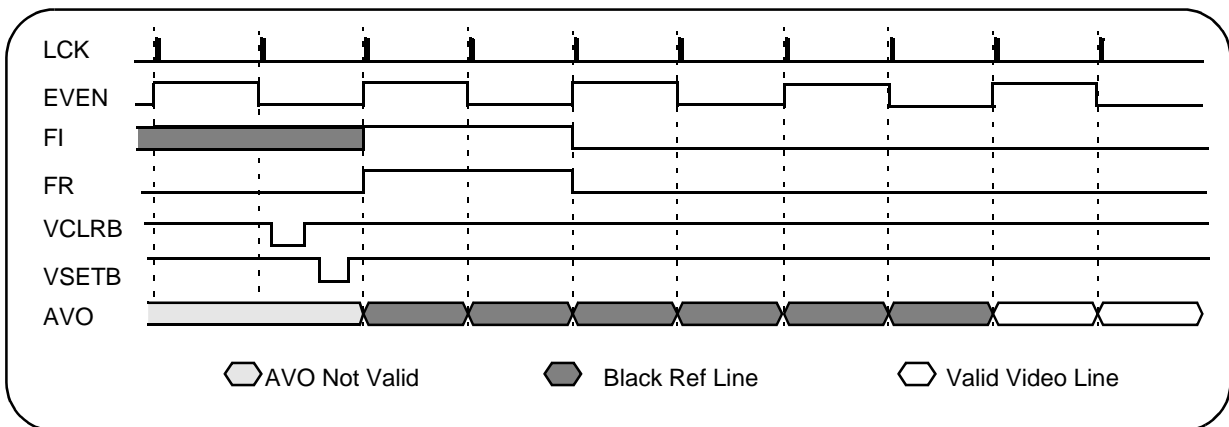 LCK
EVEN
FI
FR
VCLRB
VSETB
AVO
AVO Not Valid Black Ref Line Valid Video Line